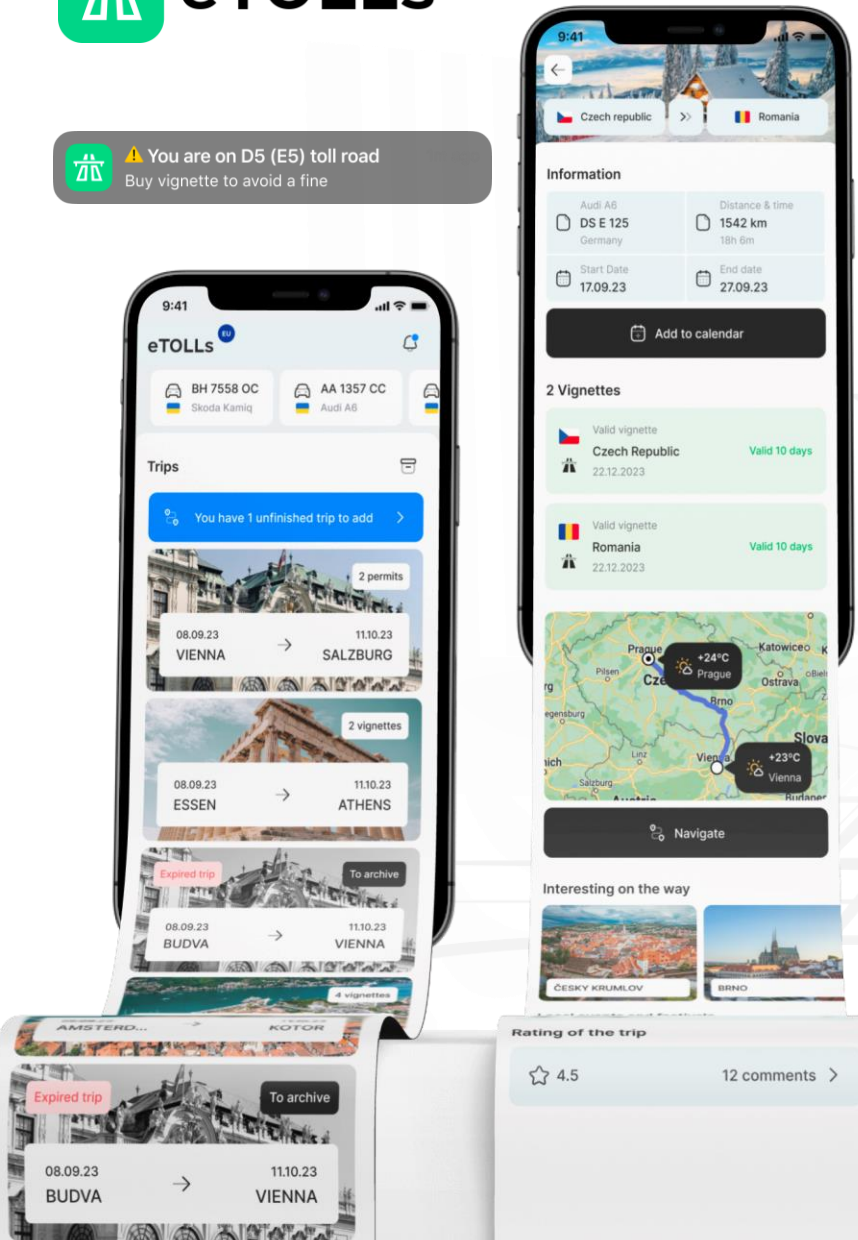 eTOLLs
⚠ You are on D5 (E5) toll road
Buy vignette to avoid a fine
9:41
eTOLLs EU
BH 7558 OC
Skoda Kamiq
AA 1357 CC
Audi A6
Trips
You have 1 unfinished trip to add
2 permits
08.09.23 11.10.23
VIENNA → SALZBURG
2 vignettes
08.09.23 11.10.23
ESSEN → ATHENS
Expired trip To archive
08.09.23 11.10.23
BUDVA → VIENNA
4 vignettes
AMSTERD... → KOTOR
Expired trip To archive
08.09.23 11.10.23
BUDVA → VIENNA
9:41
Czech republic >> Romania
Information
Audi A6
DS E 125
Germany
Distance & time
1542 km
18h 6m
Start Date
17.09.23
End date
27.09.23
Add to calendar
2 Vignettes
Valid vignette
Czech Republic Valid 10 days
22.12.2023
Valid vignette
Romania Valid 10 days
22.12.2023
Prague
+24°C
Prague
Katowice
Pilsen
Cze
Ostrava
Brno
egensburg
Slova
Linz
Vienna
+23°C
Vienna
Salzburg
Navigate
Interesting on the way
ČESKY KRUMLOV
BRNO
Rating of the trip
4.5 12 comments >